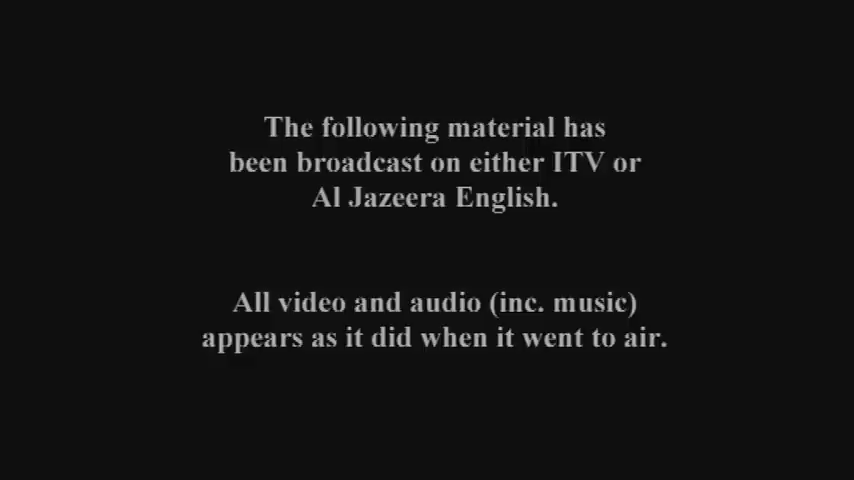 The following material has
been broadcast on either ITV or
Al Jazeera English.
All video and audio (inc. music)
appears as it did when it went to air.